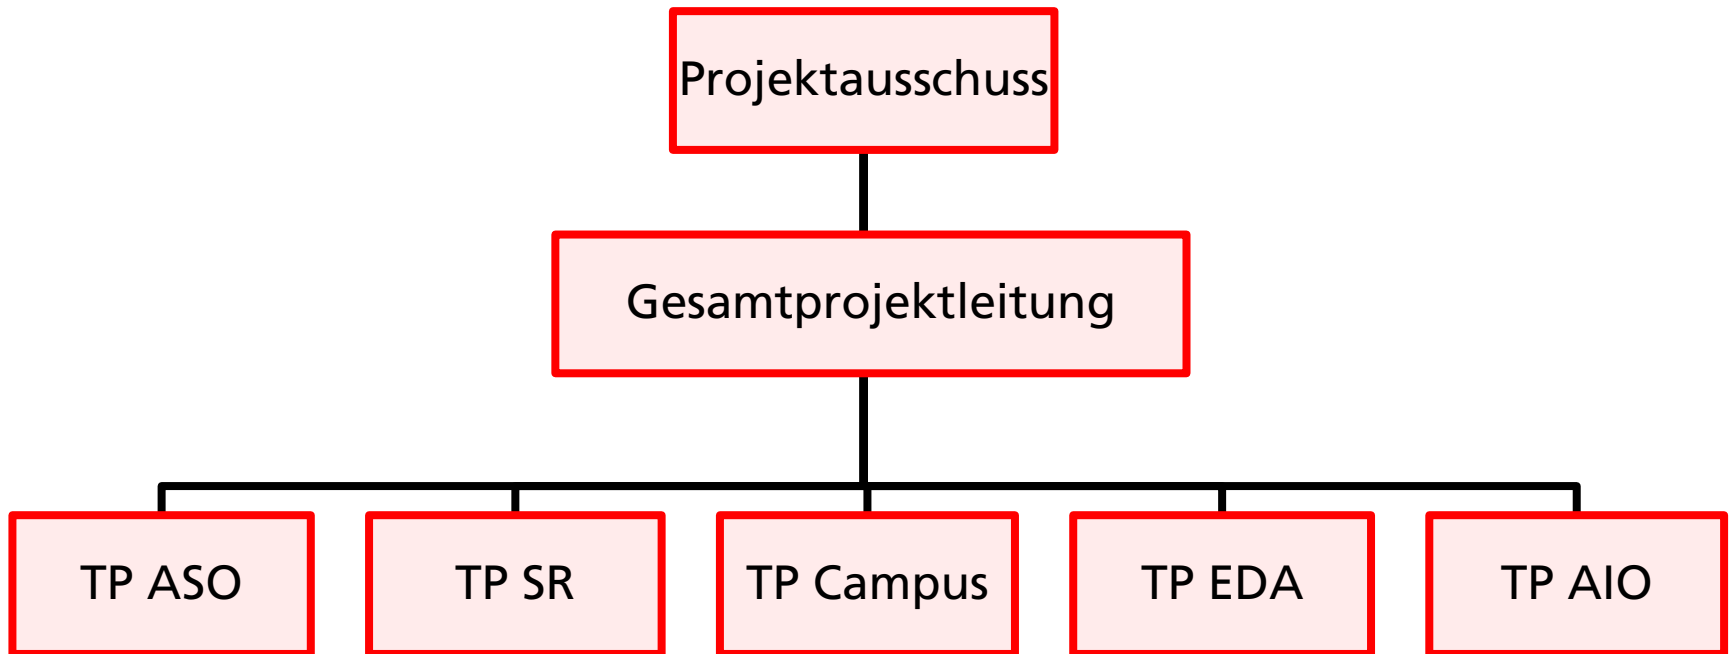 Projektausschuss
Gesamtprojektleitung
TP ASO
TP SR
TP Campus
TP EDA
TP AIO